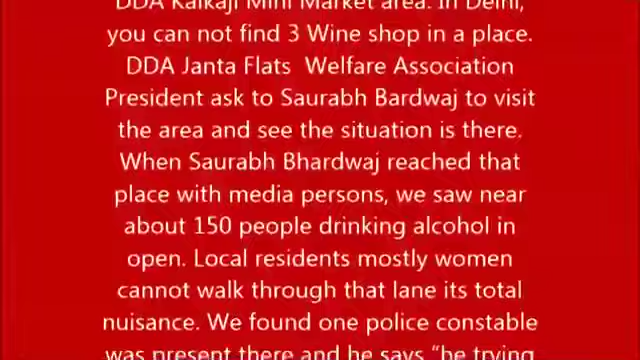 DDA Kalkaji Mini Market area. In Delhi,
you can not find 3 Wine shop in a place.
DDA Janta Flats Welfare Association
President ask to Saurabh Bardwaj to visit
the area and see the situation is there.
When Saurabh Bhardwaj reached that
place with media persons, we saw near
about 150 people drinking alcohol in
open. Local residents mostly women
cannot walk through that lane its total
nuisance. We found one police constable
was present there and he says "he trying